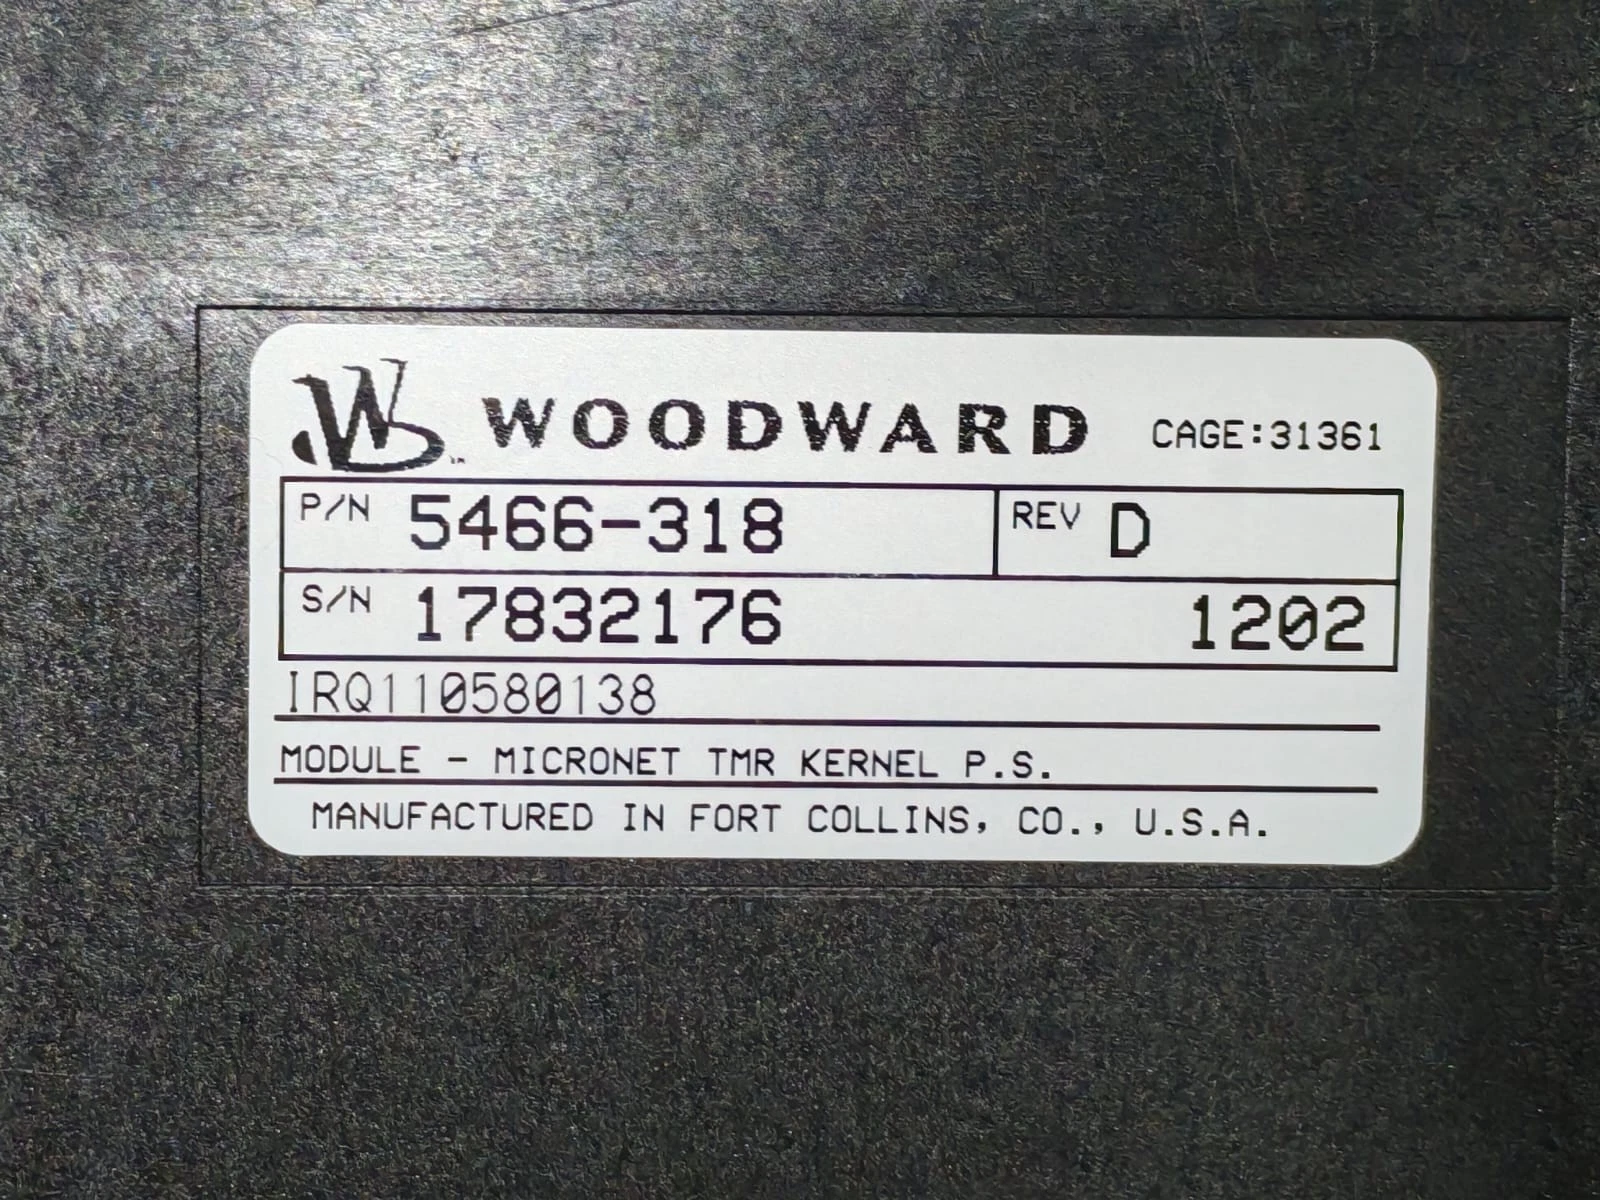 WOODWARD CAGE:31361
P/N 5466-318 REV D
S/N 17832176 1202
IRQ110580138
MODULE - MICRONET TMR KERNEL P.S.
MANUFACTURED IN FORT COLLINS, CO., U.S.A.